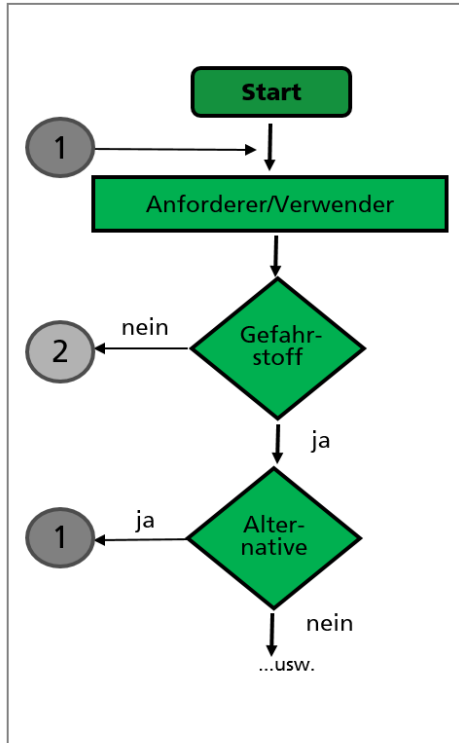 Start
1
Anforderer/Verwender
nein
2
Gefahr-
stoff
ja
ja
1
Alter-
native
nein
...usw.